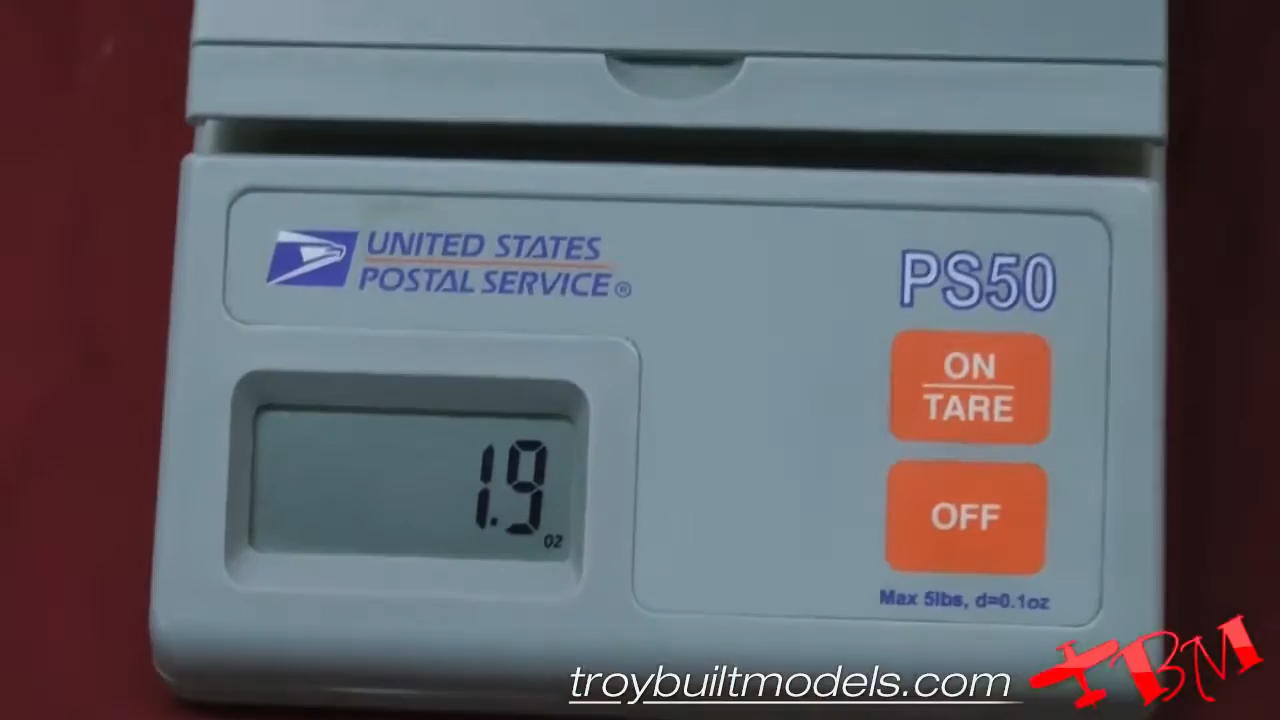 UNITED STATES
POSTAL SERVICE®
PS50
ON
TARE
1.9
oz
OFF
Max 5lbs, d=0.1oz
troybuiltmodels.com
TBM